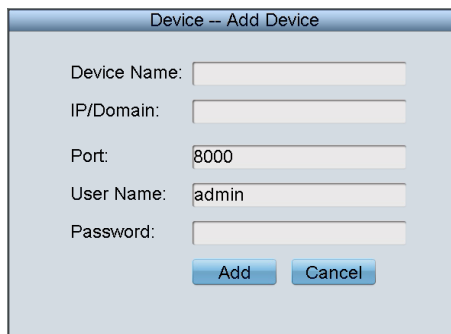 Device -- Add Device
Device Name:
IP/Domain:
Port: 8000
User Name: admin
Password:
Add Cancel